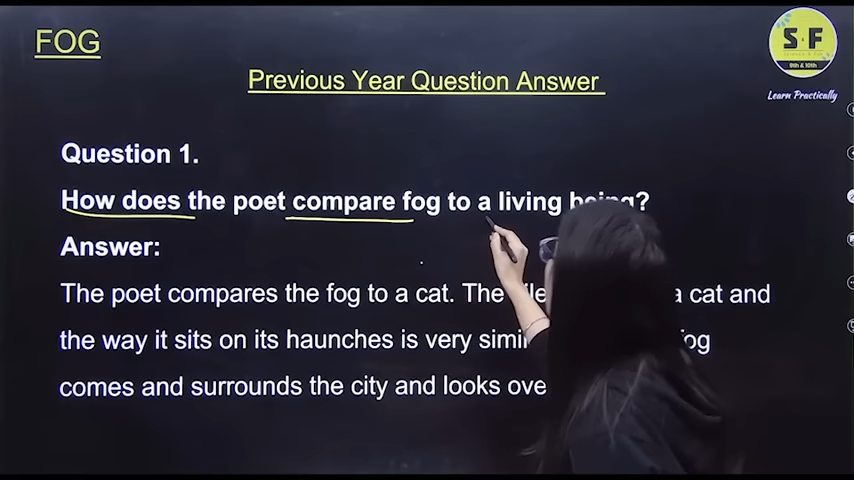 FOG
S F
9th & 10th
Learn Practically
Previous Year Question Answer
Question 1.
How does the poet compare fog to a living being?
Answer:
The poet compares the fog to a cat. The a cat and
the way it sits on its haunches is very fog
comes and surrounds the city and looks